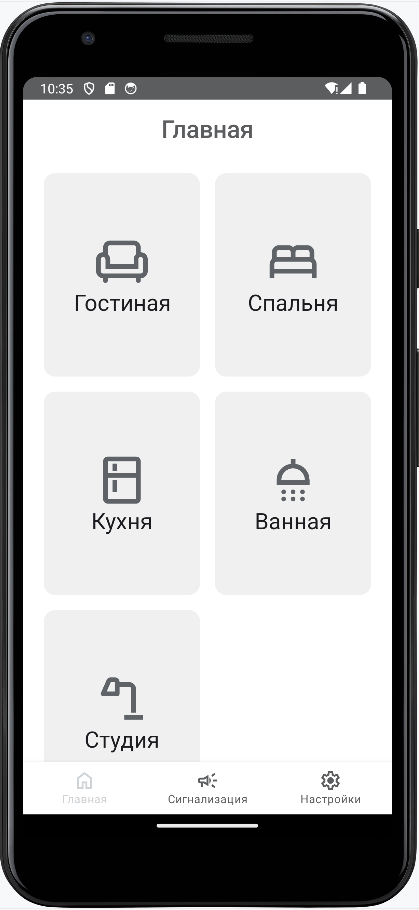 10:35
Главная
Гостиная
Спальня
Кухня
Ванная
Студия
Главная
Сигнализация
Настройки